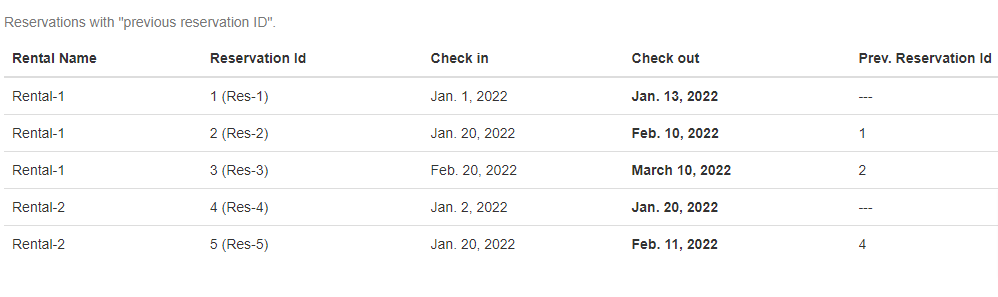 Reservations with "previous reservation ID".
Rental Name Reservation Id Check in Check out Prev. Reservation Id
Rental-1 1 (Res-1) Jan. 1, 2022 Jan. 13, 2022 ---
Rental-1 2 (Res-2) Jan. 20, 2022 Feb. 10, 2022 1
Rental-1 3 (Res-3) Feb. 20, 2022 March 10, 2022 2
Rental-2 4 (Res-4) Jan. 2, 2022 Jan. 20, 2022 ---
Rental-2 5 (Res-5) Jan. 20, 2022 Feb. 11, 2022 4